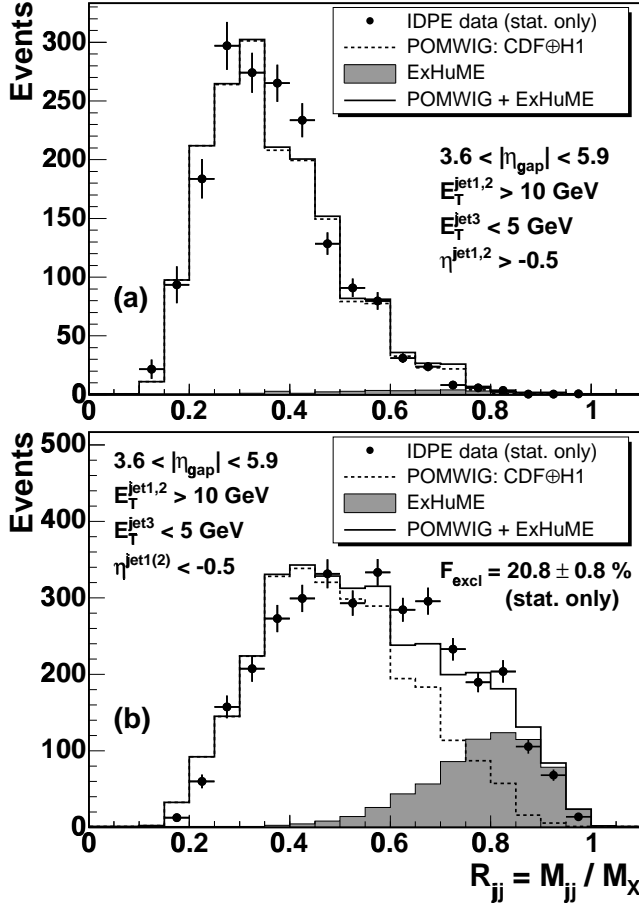 Events
300
250
200
150
100
50
0
IDPE data (stat. only)
POMWIG: CDF⊕H1
ExHuME
POMWIG + ExHuME
3.6 < |η_gap| < 5.9
E_T^jet1,2 > 10 GeV
E_T^jet3 < 5 GeV
η^jet1,2 > -0.5
(a)
0 0.2 0.4 0.6 0.8 1
Events
500
400
300
200
100
0
3.6 < |η_gap| < 5.9
E_T^jet1,2 > 10 GeV
E_T^jet3 < 5 GeV
η^jet1(2) < -0.5
IDPE data (stat. only)
POMWIG: CDF⊕H1
ExHuME
POMWIG + ExHuME
F_excl = 20.8 ± 0.8 %
(stat. only)
(b)
0 0.2 0.4 0.6 0.8 1
R_jj = M_jj / M_X